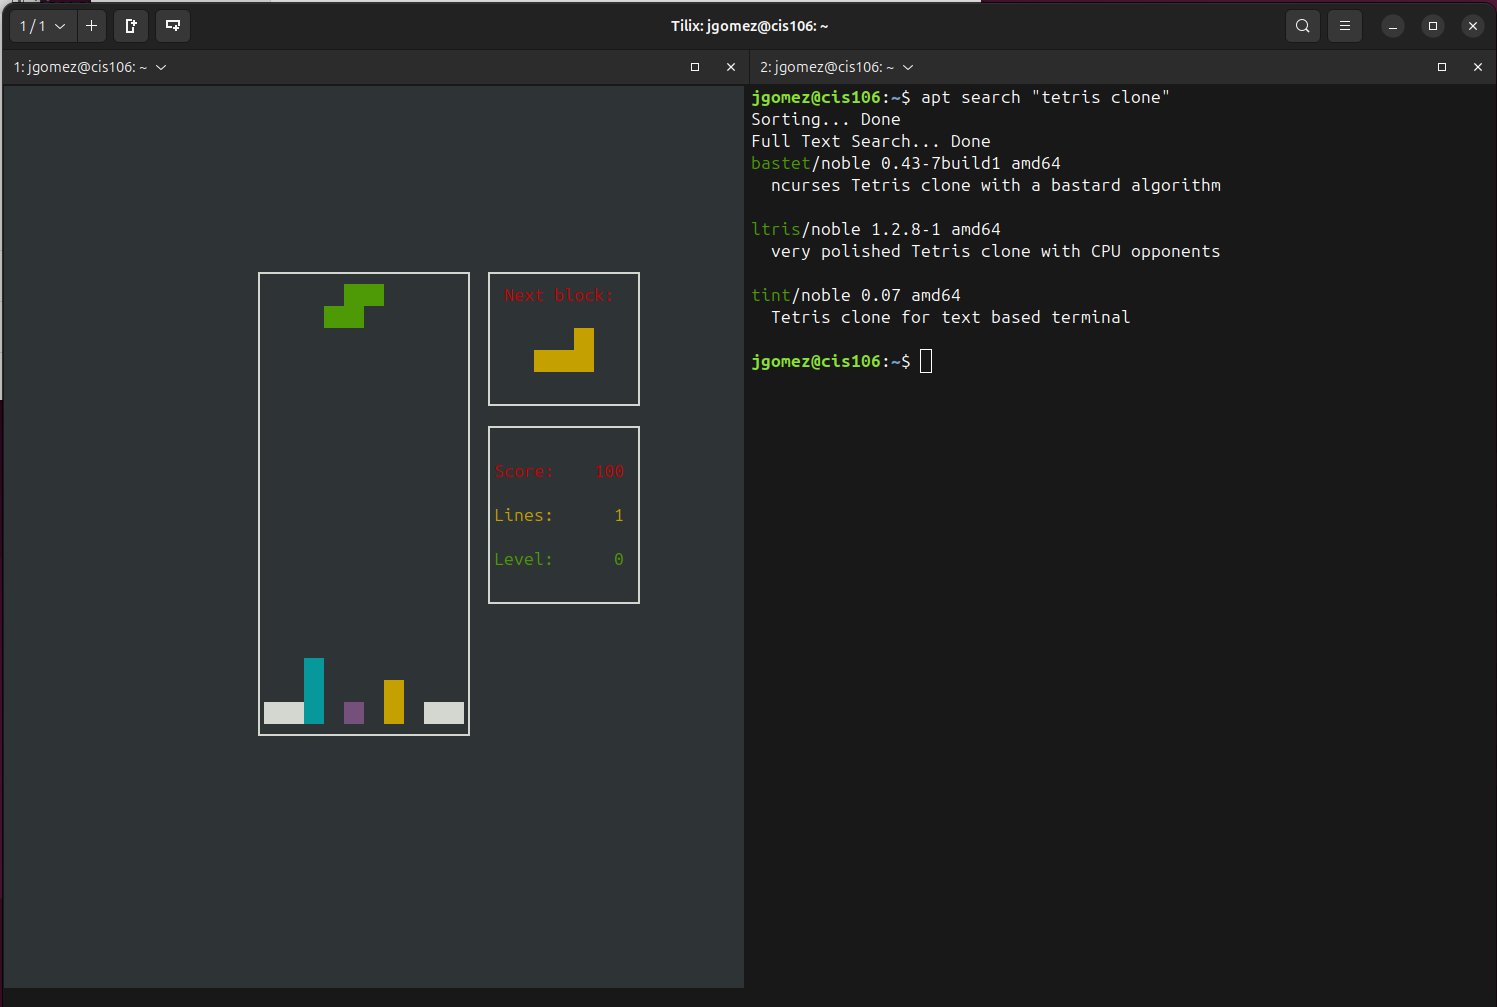 1 / 1
Tilix: jgomez@cis106: ~
1: jgomez@cis106: ~
Next block:
Score: 100
Lines: 1
Level: 0
2: jgomez@cis106: ~
jgomez@cis106:~$ apt search "tetris clone"
Sorting... Done
Full Text Search... Done
bastet/noble 0.43-7build1 amd64
ncurses Tetris clone with a bastard algorithm
ltris/noble 1.2.8-1 amd64
very polished Tetris clone with CPU opponents
tint/noble 0.07 amd64
Tetris clone for text based terminal
jgomez@cis106:~$